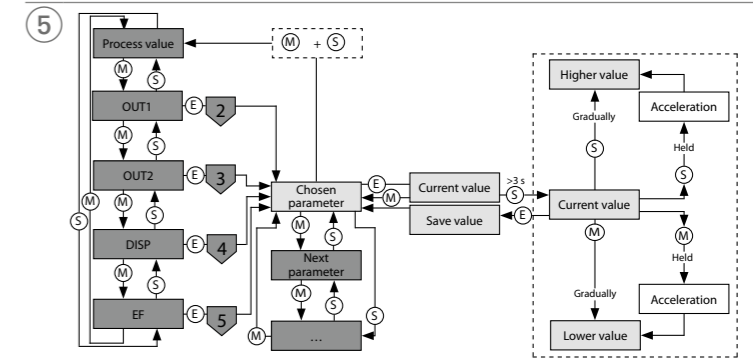 5
Process value
M + S
M
S
OUT1
E
2
M
S
OUT2
E
3
M
M
S
S
DISP
E
4
M
S
EF
E
5
Chosen
parameter
M
S
Next
parameter
M
S
...
M
S
E
M
Current value
Save value
>3 s
S
E
Higher value
Gradually
S
Acceleration
Held
S
Current value
M
M
Held
Gradually
Acceleration
Lower value